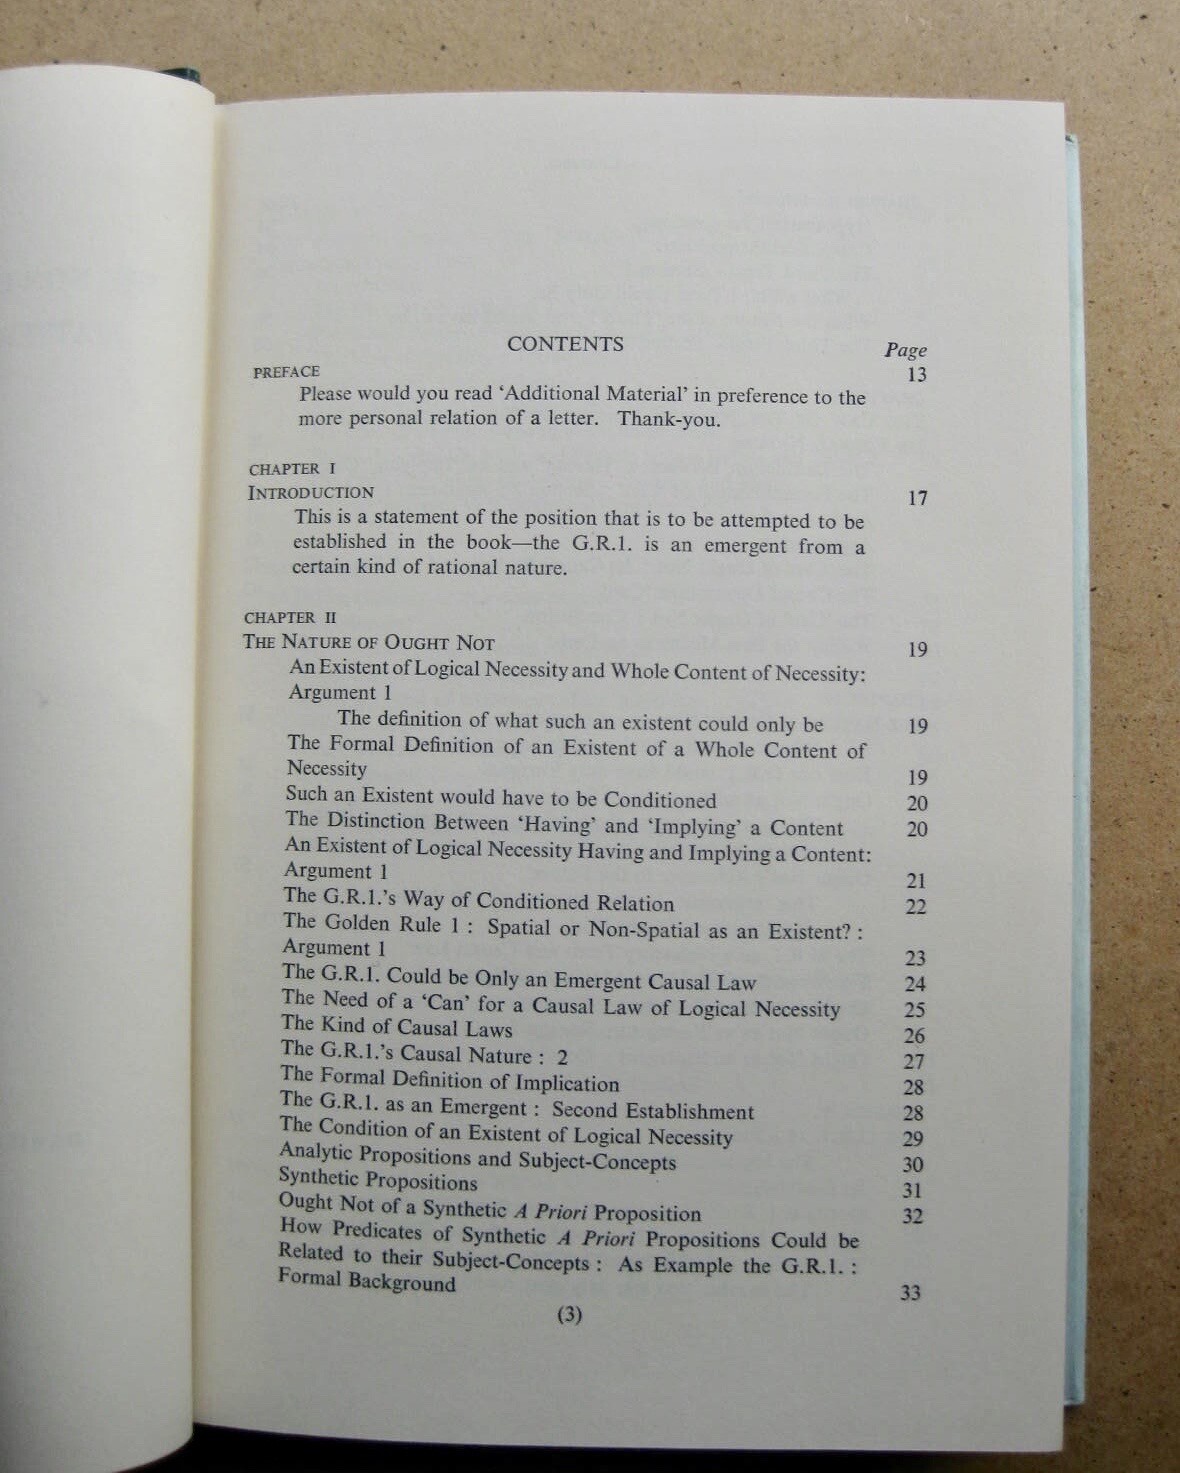 CONTENTS
Page
PREFACE 13
Please would you read ‘Additional Material’ in preference to the
more personal relation of a letter. Thank-you.
CHAPTER I
INTRODUCTION 17
This is a statement of the position that is to be attempted to be
established in the book—the G.R.1. is an emergent from a
certain kind of rational nature.
CHAPTER II
THE NATURE OF OUGHT NOT 19
An Existent of Logical Necessity and Whole Content of Necessity:
Argument 1
The definition of what such an existent could only be 19
The Formal Definition of an Existent of a Whole Content of
Necessity 19
Such an Existent would have to be Conditioned 20
The Distinction Between ‘Having’ and ‘Implying’ a Content 20
An Existent of Logical Necessity Having and Implying a Content:
Argument 1 21
The G.R.1.’s Way of Conditioned Relation 22
The Golden Rule 1 : Spatial or Non-Spatial as an Existent? :
Argument 1 23
The G.R.1. Could be Only an Emergent Causal Law 24
The Need of a ‘Can’ for a Causal Law of Logical Necessity 25
The Kind of Causal Laws 26
The G.R.1.’s Causal Nature : 2 27
The Formal Definition of Implication 28
The G.R.1. as an Emergent : Second Establishment 28
The Condition of an Existent of Logical Necessity 29
Analytic Propositions and Subject-Concepts 30
Synthetic Propositions 31
Ought Not of a Synthetic A Priori Proposition 32
How Predicates of Synthetic A Priori Propositions Could be
Related to their Subject-Concepts : As Example the G.R.1. :
Formal Background 33
(3)